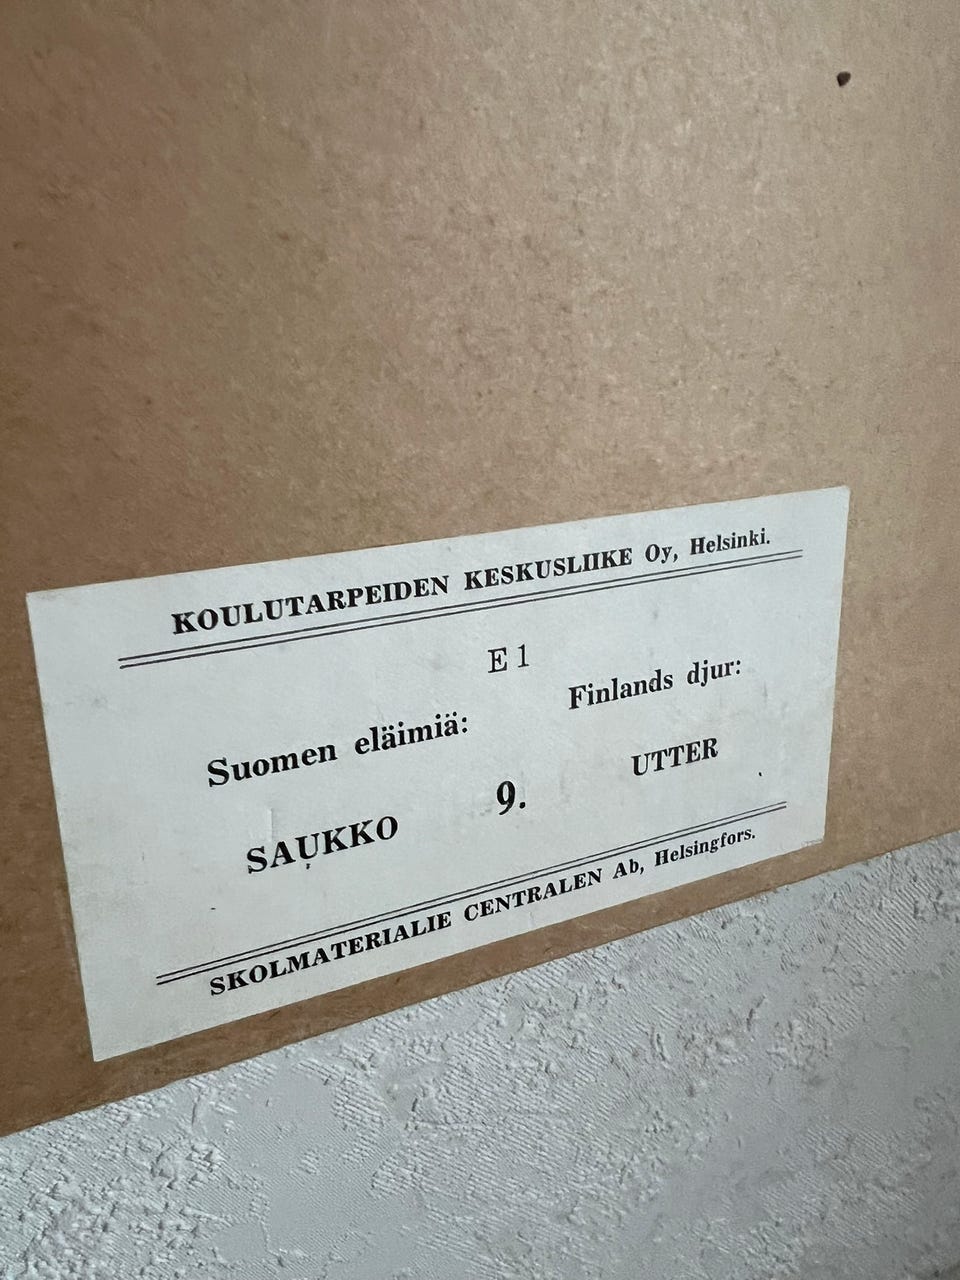 KOULUTARPEIDEN KESKUSLIIKE Oy, Helsinki.
E 1
Suomen eläimiä: Finlands djur:
SAUKKO 9. UTTER
SKOLMATERIALIE CENTRALEN Ab, Helsingfors.